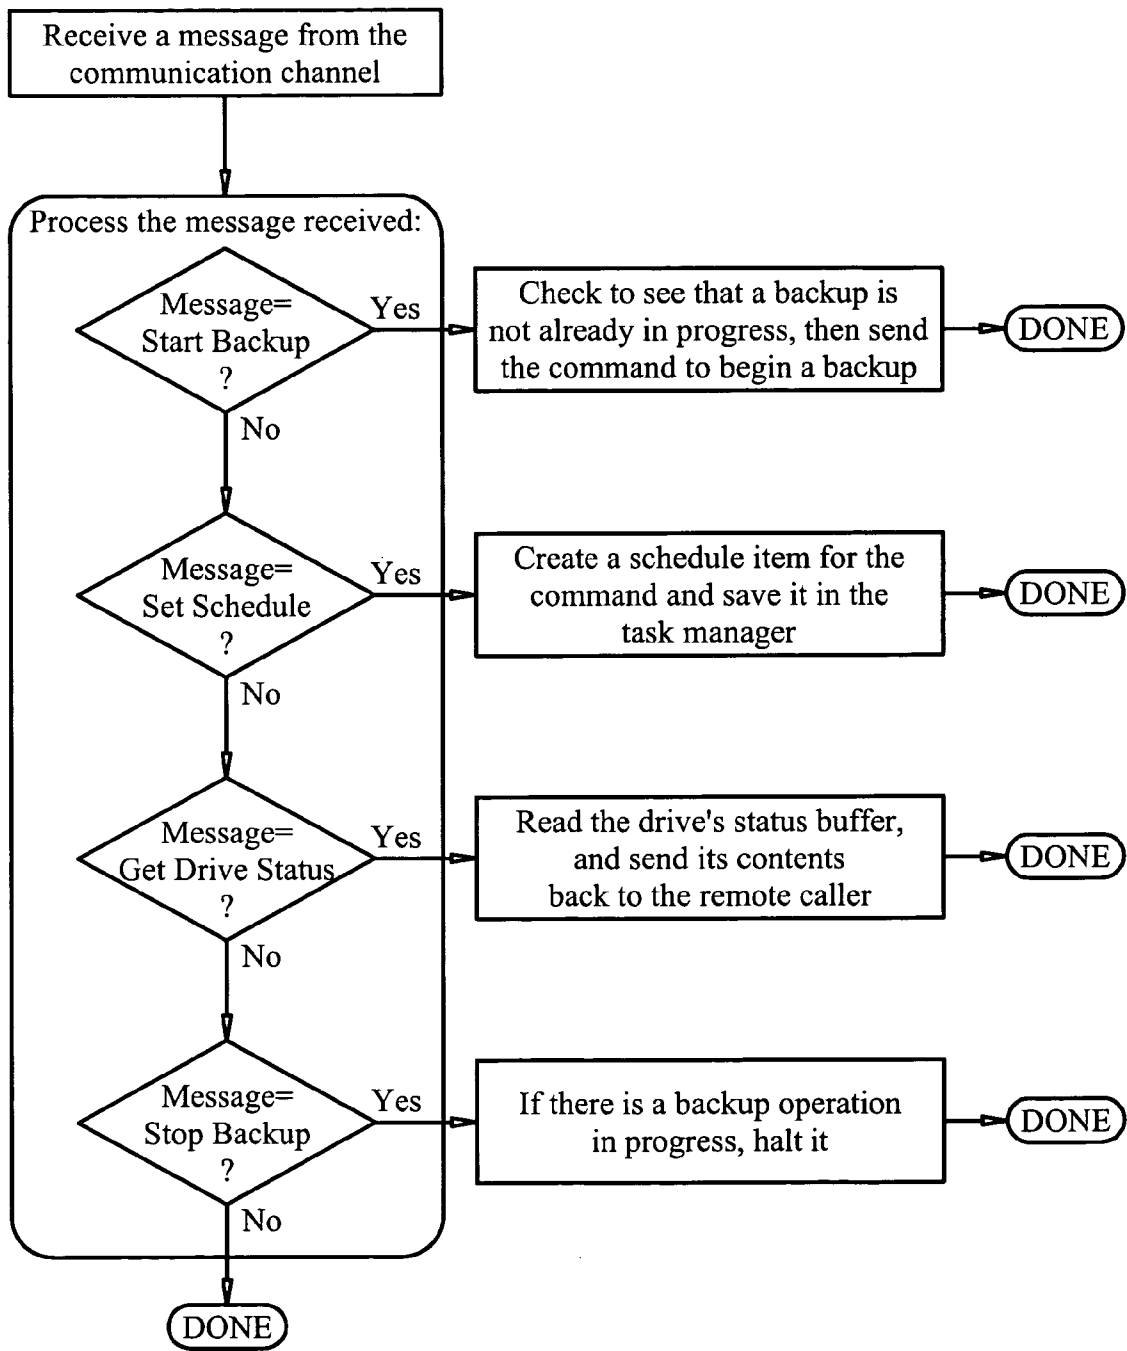 Receive a message from the
communication channel
Process the message received:
Message=
Start Backup
?
Yes
Check to see that a backup is
not already in progress, then send
the command to begin a backup
DONE
No
Message=
Set Schedule
?
Yes
Create a schedule item for the
command and save it in the
task manager
DONE
No
Message=
Get Drive Status
?
Yes
Read the drive's status buffer,
and send its contents
back to the remote caller
DONE
No
Message=
Stop Backup
?
Yes
If there is a backup operation
in progress, halt it
DONE
No
DONE